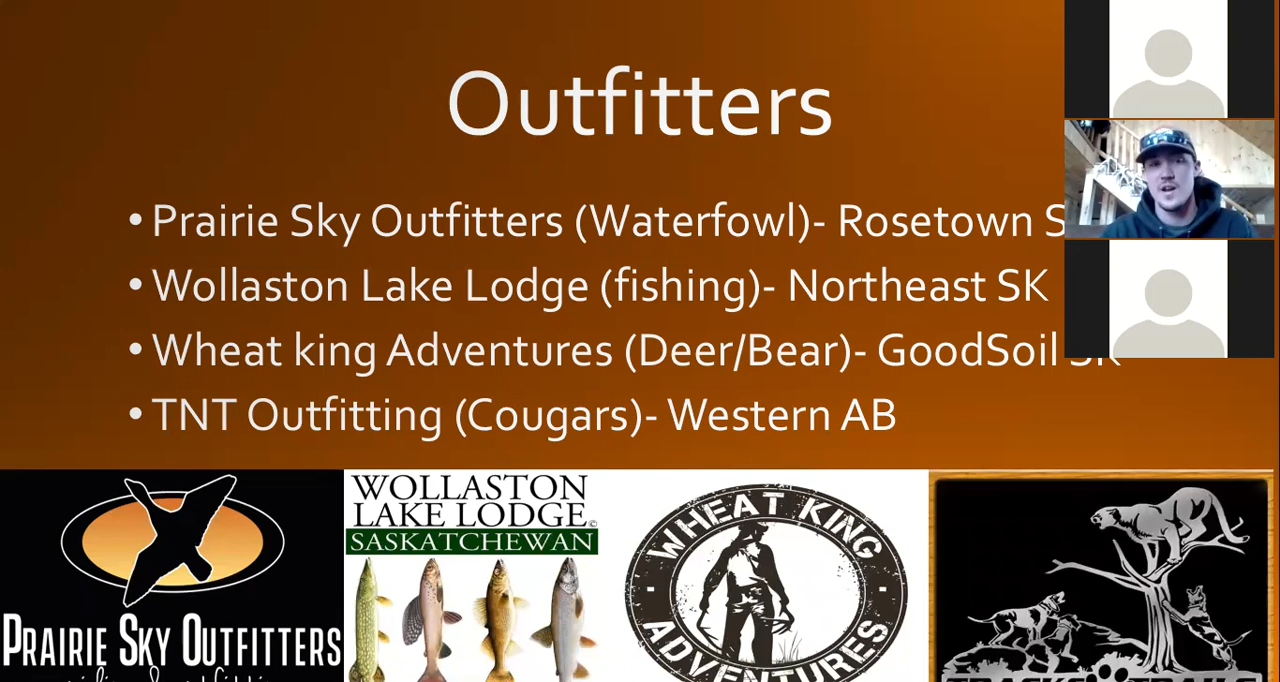 Outfitters
• Prairie Sky Outfitters (Waterfowl)- Rosetown S
• Wollaston Lake Lodge (fishing)- Northeast SK
• Wheat king Adventures (Deer/Bear)- GoodSoil SK
• TNT Outfitting (Cougars)- Western AB
PRAIRIE SKY OUTFITTERS
WOLLASTON
LAKE LODGE©
SASKATCHEWAN
WHEAT KING
ADVENTURES